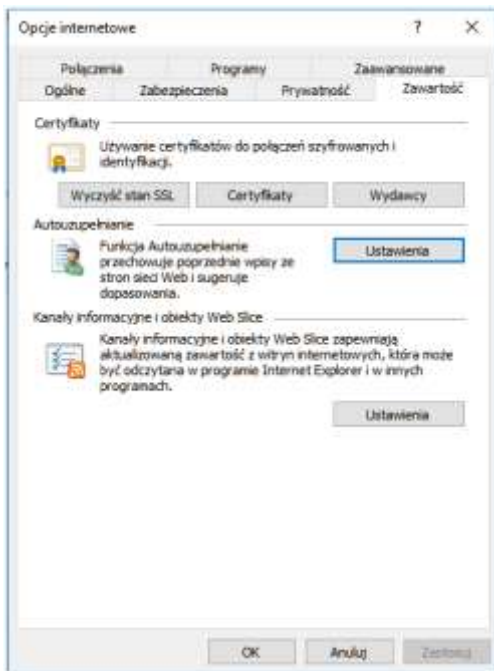 Opcje internetowe ? ✕
Połączenia Programy Zaawansowane
Ogólne Zabezpieczenia Prywatność Zawartość
Certyfikaty
Używanie certyfikatów do połączeń szyfrowanych i
identyfikacji.
Wyczyść stan SSL Certyfikaty Wydawcy
Autouzupełnianie
Funkcja Autouzupełnianie
przechowuje poprzednie wpisy ze
stron sieci Web i sugeruje
dopasowania.
Ustawienia
Kanały informacyjne i obiekty Web Slice
Kanały informacyjne i obiekty Web Slice zapewniają
aktualizowaną zawartość z witryn internetowych, która może
być odczytana w programie Internet Explorer i w innych
programach.
Ustawienia
OK Anuluj Zastosuj